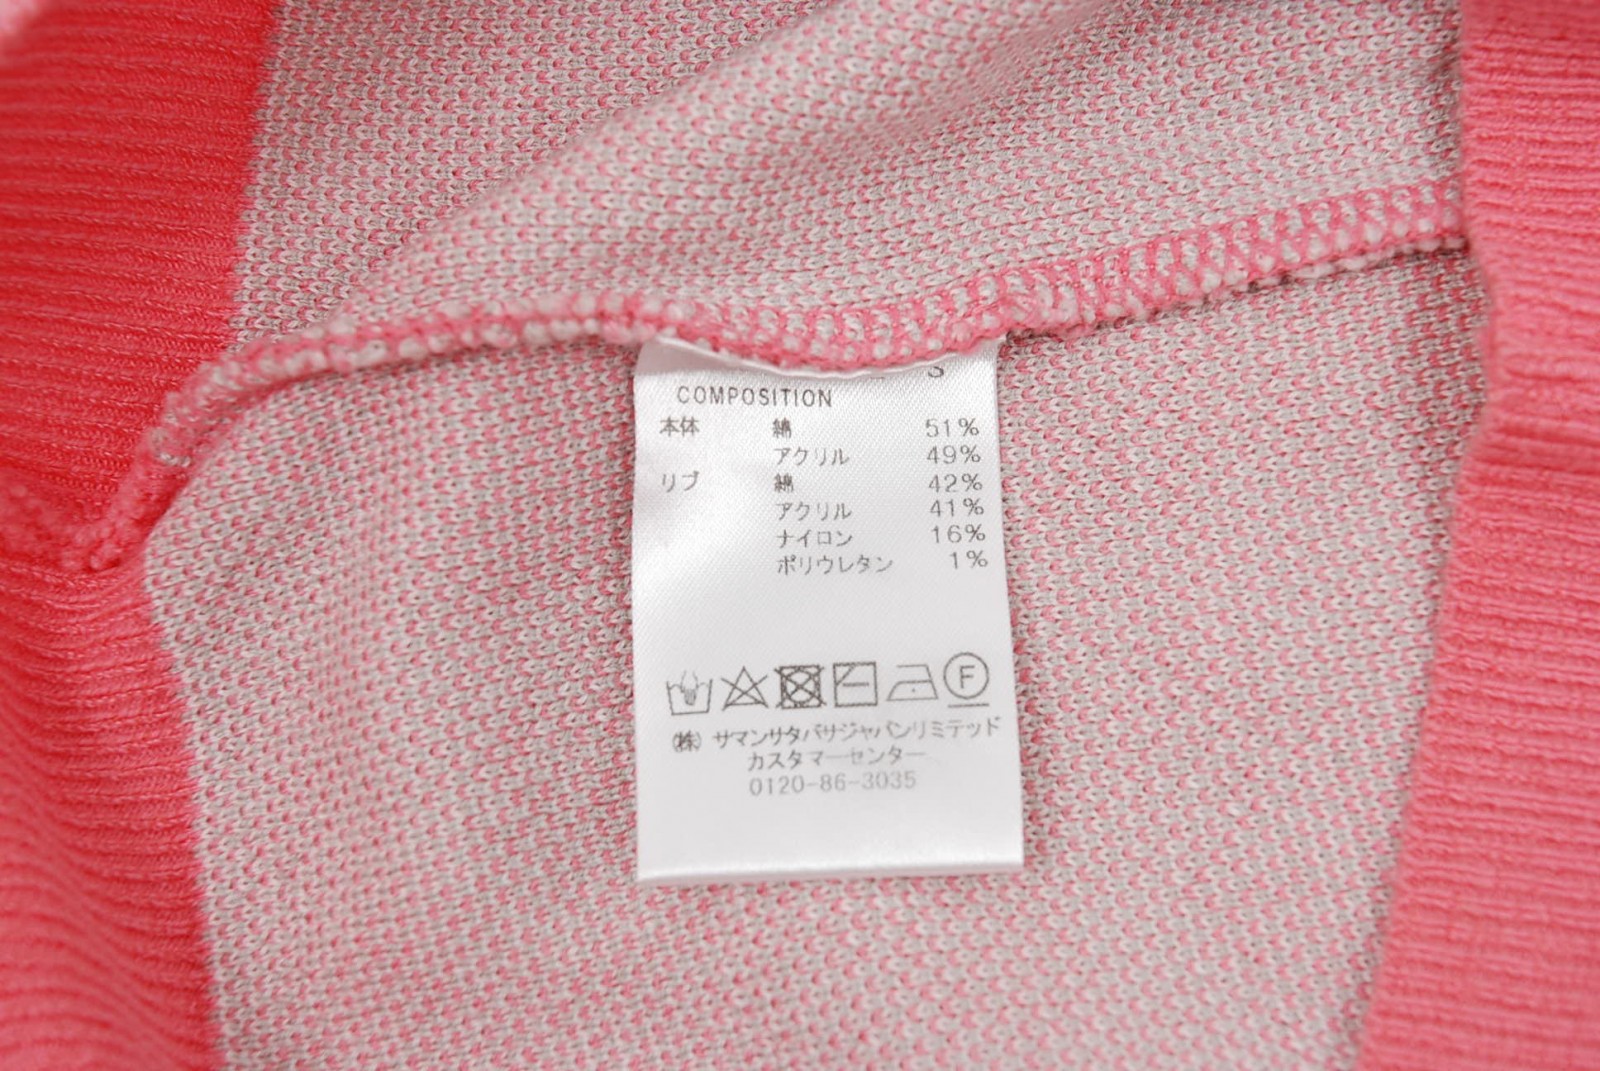 S
COMPOSITION
本体 綿 51%
アクリル 49%
リブ 綿 42%
アクリル 41%
ナイロン 16%
ポリウレタン 1%
F
㈱ サマンサタバサジャパンリミテッド
カスタマーセンター
0120-86-3035